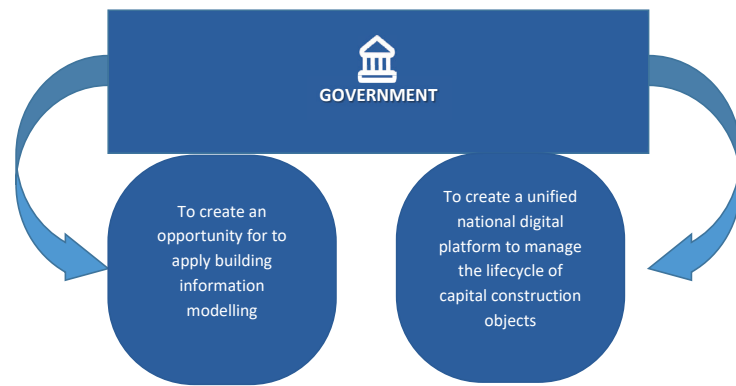 GOVERNMENT
To create an
opportunity for to
apply building
information
modelling
To create a unified
national digital
platform to manage
the lifecycle of
capital construction
objects